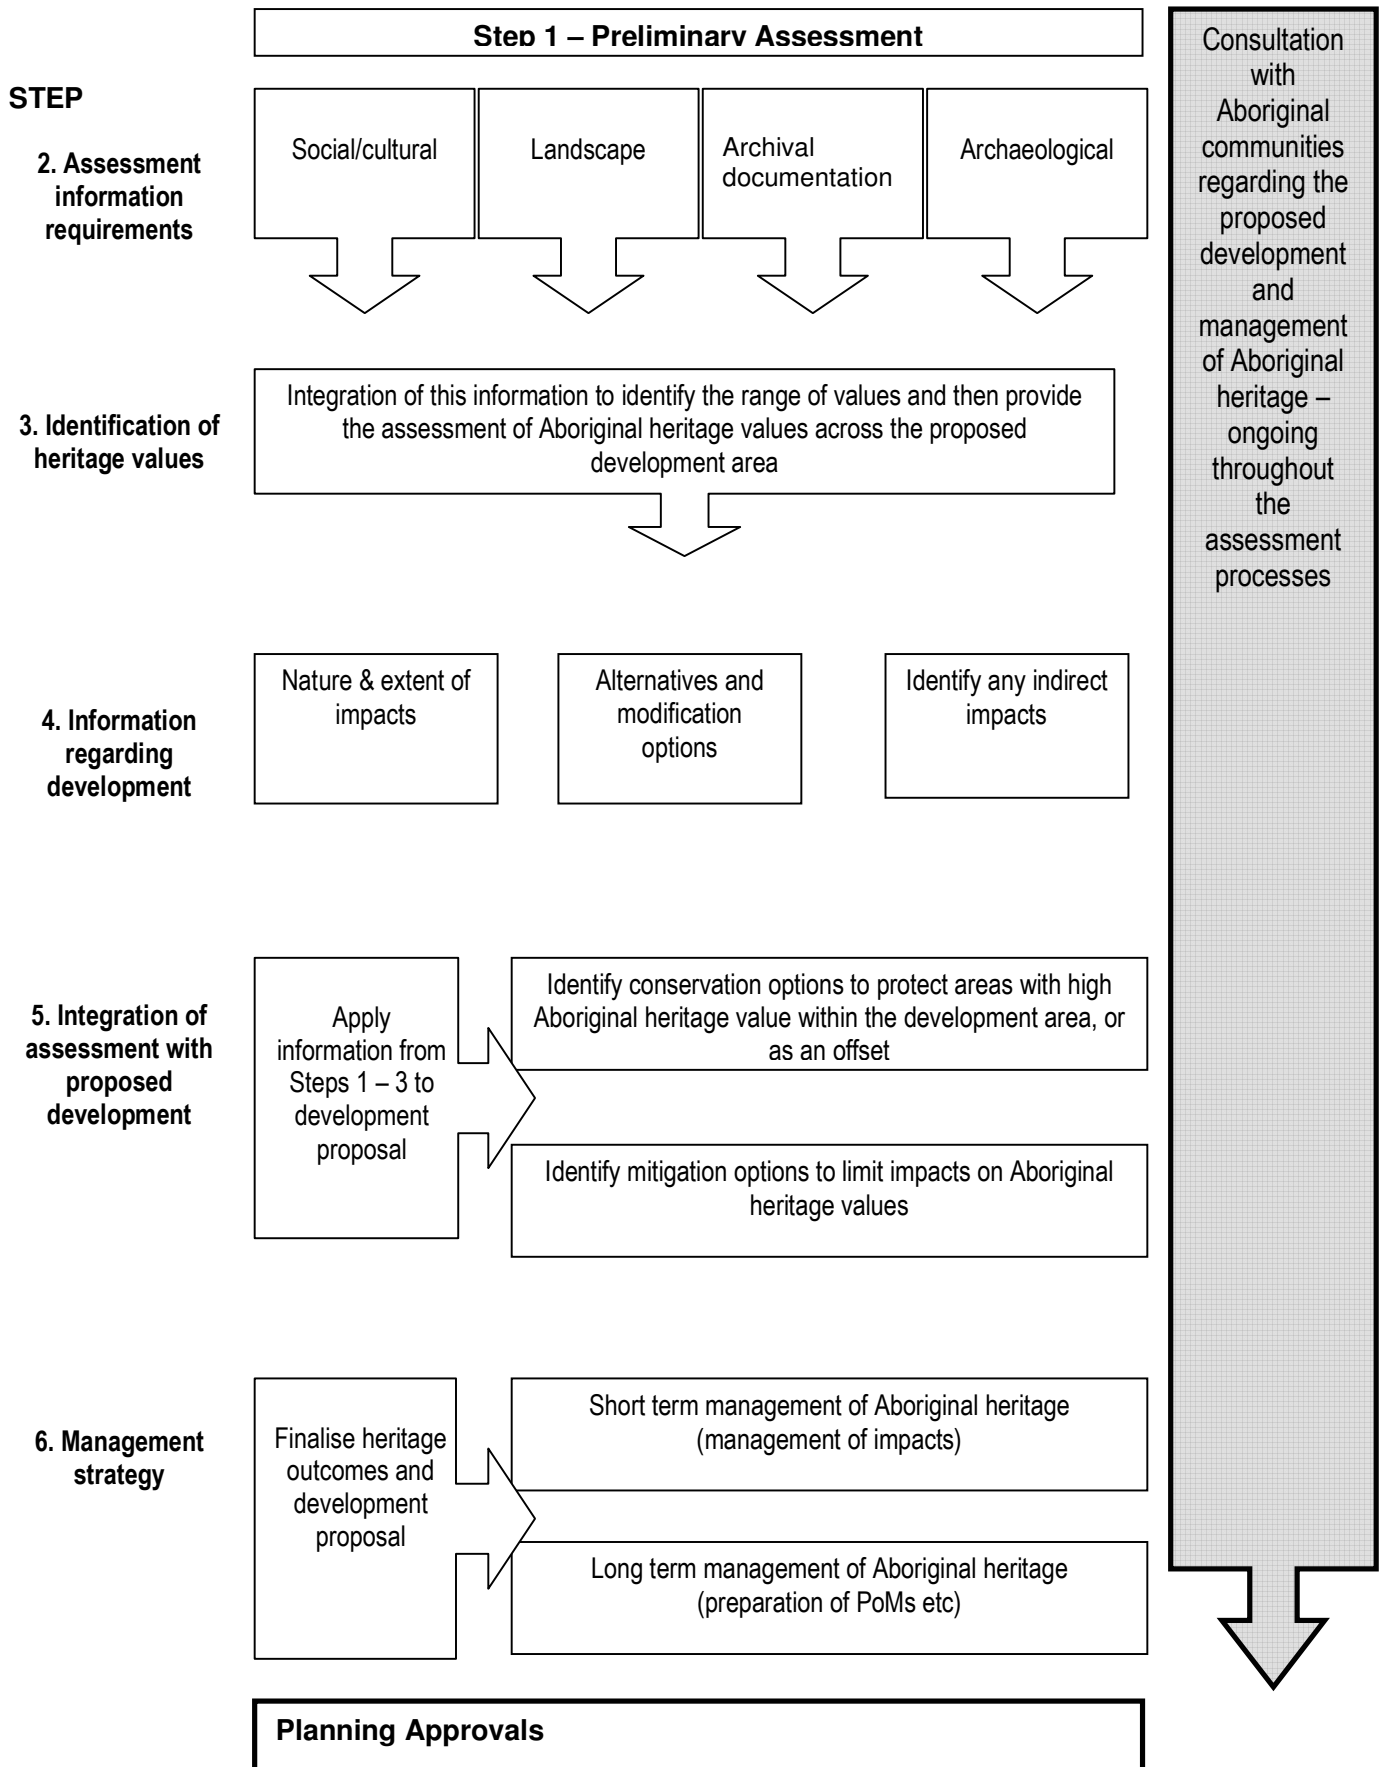 Step 1 – Preliminary Assessment
STEP
2. Assessment
information
requirements
Social/cultural
Landscape
Archival
documentation
Archaeological
3. Identification of
heritage values
Integration of this information to identify the range of values and then provide
the assessment of Aboriginal heritage values across the proposed
development area
4. Information
regarding
development
Nature & extent of
impacts
Alternatives and
modification
options
Identify any indirect
impacts
5. Integration of
assessment with
proposed
development
Apply
information from
Steps 1 – 3 to
development
proposal
Identify conservation options to protect areas with high
Aboriginal heritage value within the development area, or
as an offset
Identify mitigation options to limit impacts on Aboriginal
heritage values
6. Management
strategy
Finalise heritage
outcomes and
development
proposal
Short term management of Aboriginal heritage
(management of impacts)
Long term management of Aboriginal heritage
(preparation of PoMs etc)
Planning Approvals
Consultation
with
Aboriginal
communities
regarding the
proposed
development
and
management
of Aboriginal
heritage –
ongoing
throughout
the
assessment
processes